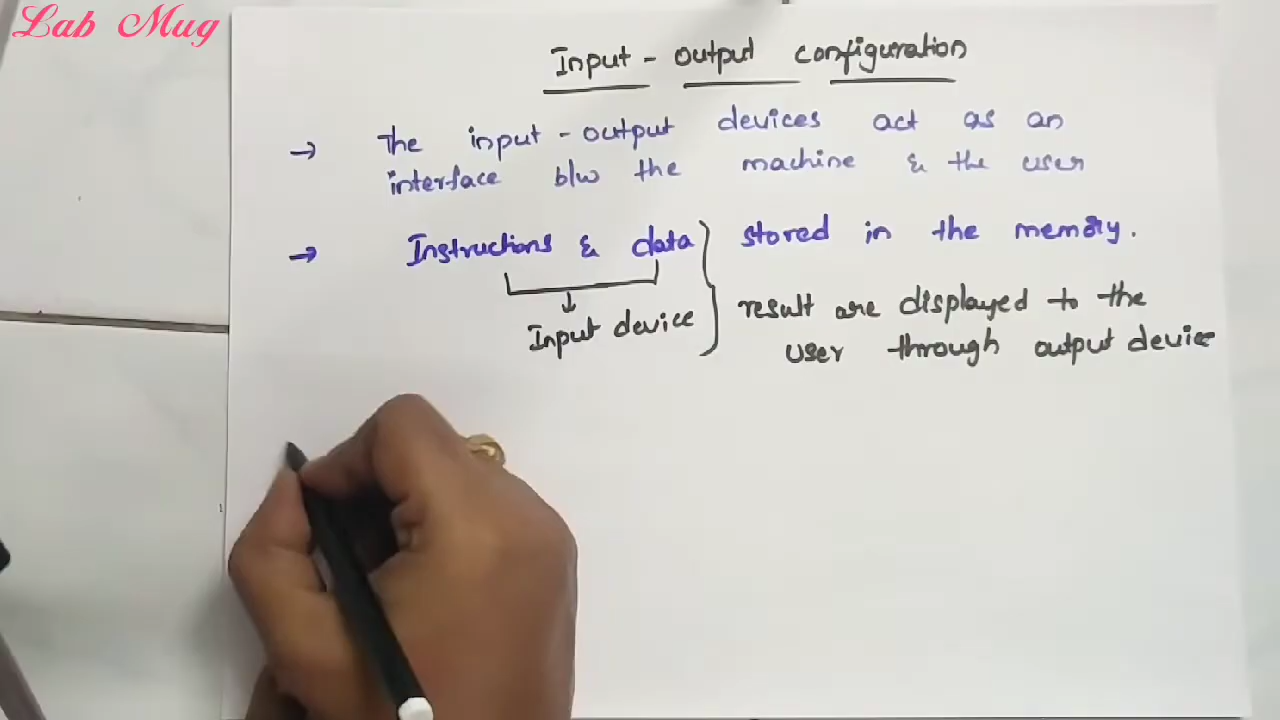 Lab Mug
Input - output configuration
→ The input - output devices act as an
interface b/w the machine & the user
→ Instructions & data } stored in the memory.
Input device
result are displayed to the
user through output device